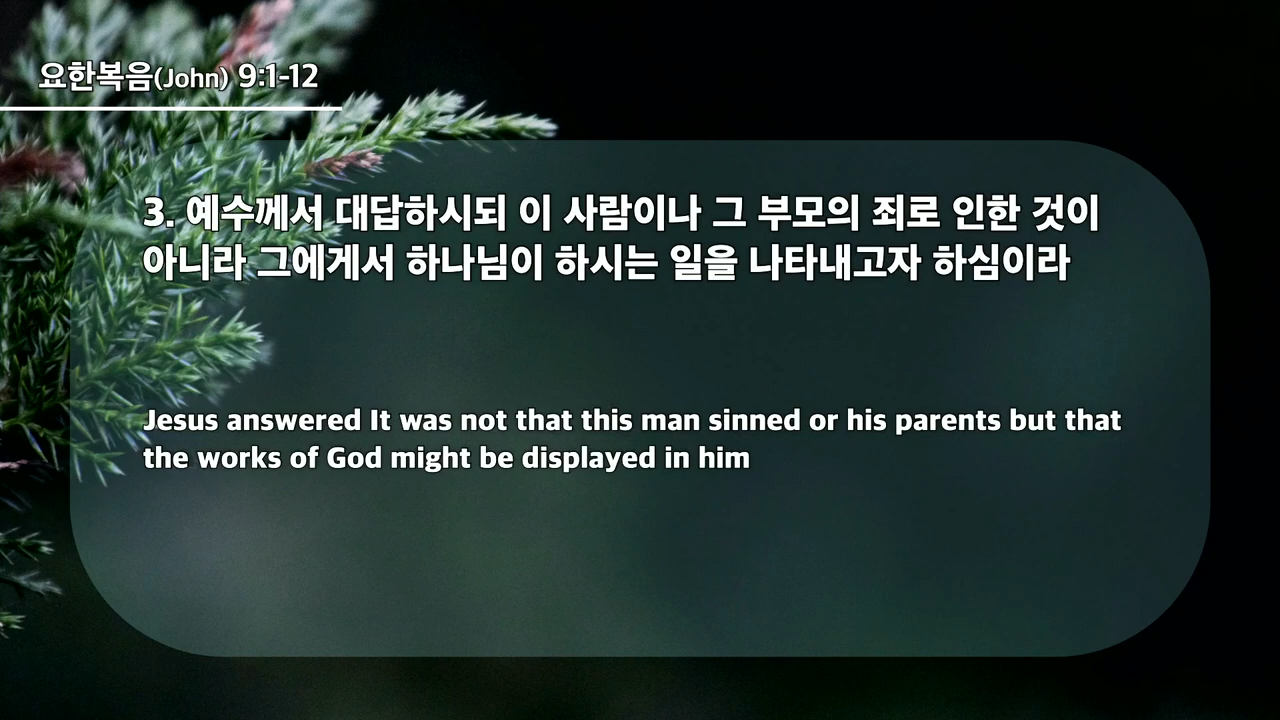 요한복음(John) 9:1-12
3. 예수께서 대답하시되 이 사람이나 그 부모의 죄로 인한 것이
아니라 그에게서 하나님이 하시는 일을 나타내고자 하심이라
Jesus answered It was not that this man sinned or his parents but that
the works of God might be displayed in him